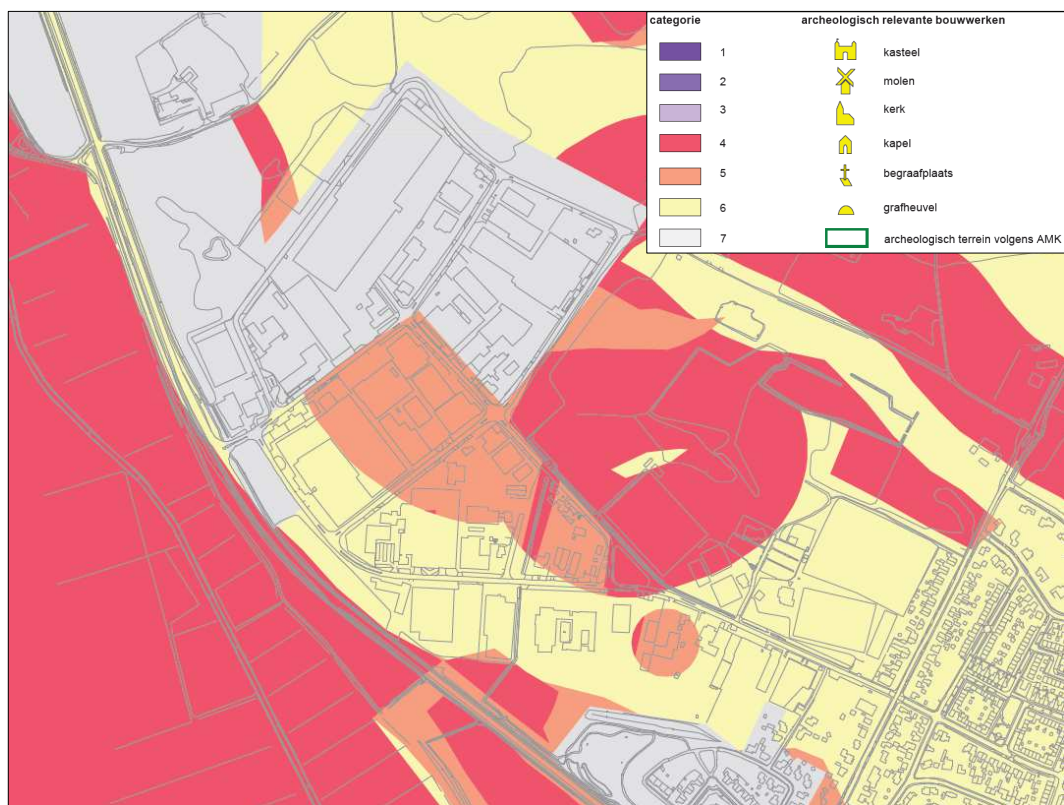 categorie
1
2
3
4
5
6
7
archeologisch relevante bouwwerken
kasteel
molen
kerk
kapel
begraafplaats
grafheuvel
archeologisch terrein volgens AMK